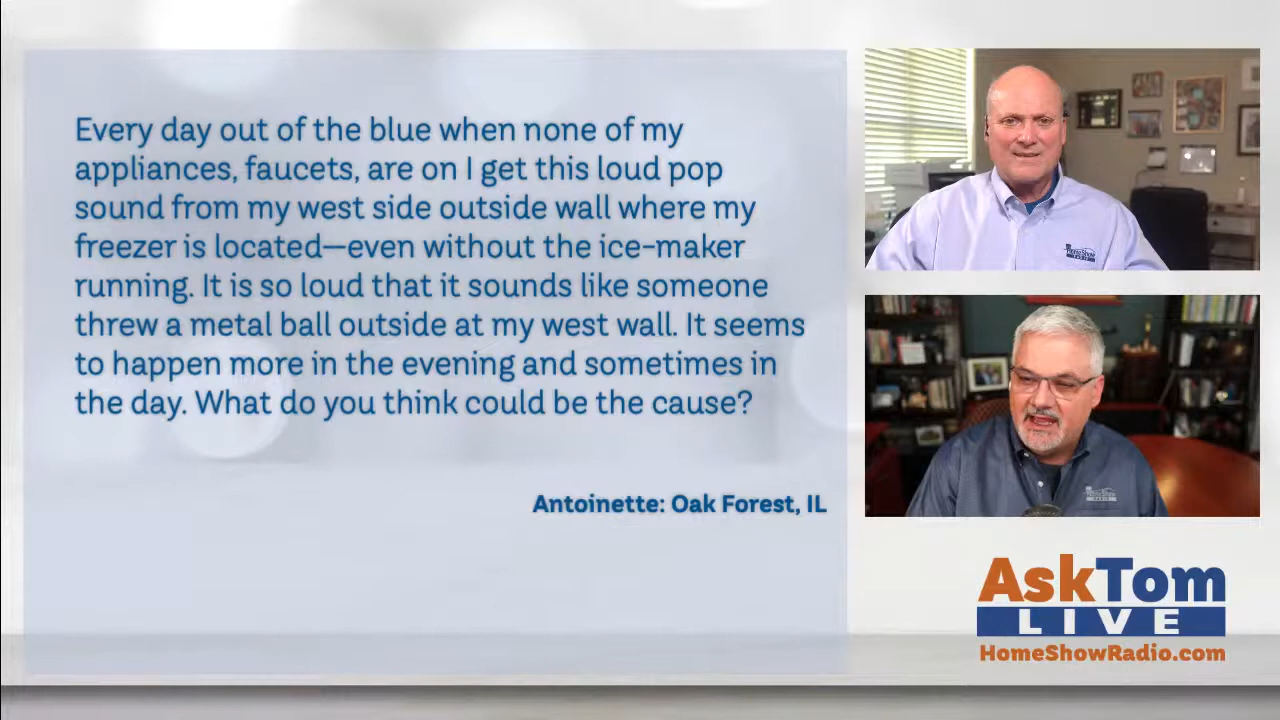 Every day out of the blue when none of my
appliances, faucets, are on I get this loud pop
sound from my west side outside wall where my
freezer is located—even without the ice-maker
running. It is so loud that it sounds like someone
threw a metal ball outside at my west wall. It seems
to happen more in the evening and sometimes in
the day. What do you think could be the cause?
Antoinette: Oak Forest, IL
AskTom
LIVE
HomeShowRadio.com